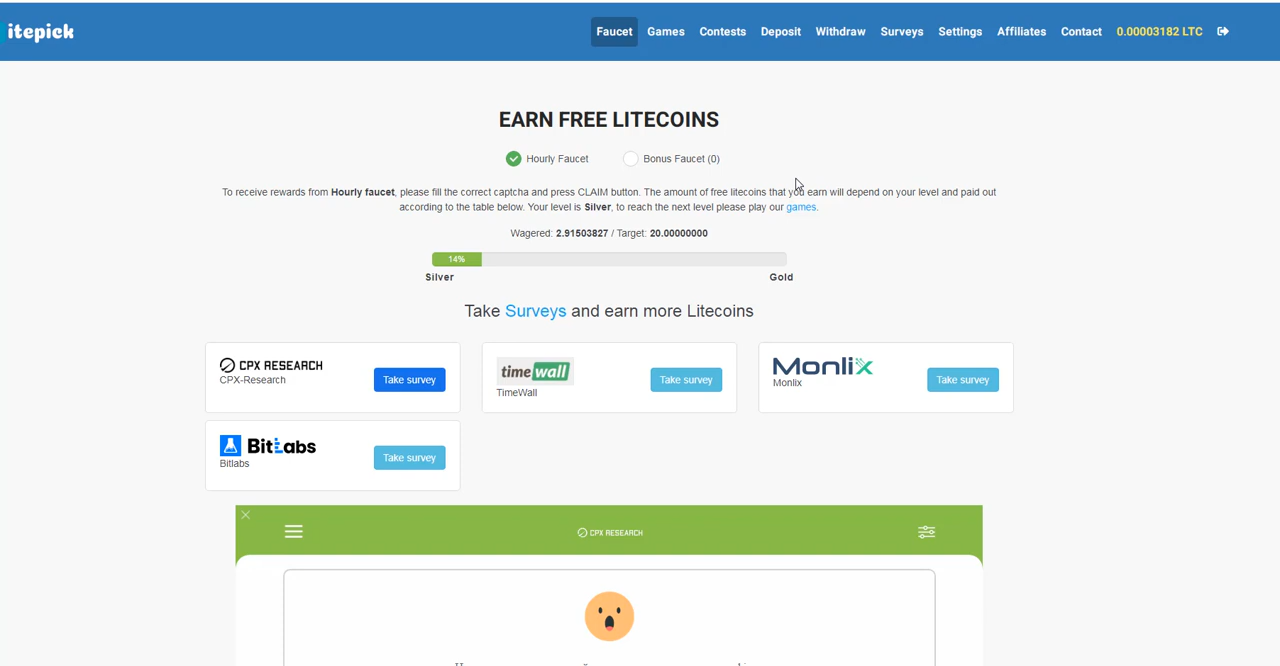 itepick
Faucet Games Contests Deposit Withdraw Surveys Settings Affiliates Contact 0.00003182 LTC
EARN FREE LITECOINS
Hourly Faucet Bonus Faucet (0)
To receive rewards from Hourly faucet, please fill the correct captcha and press CLAIM button. The amount of free litecoins that you earn will depend on your level and paid out
according to the table below. Your level is Silver, to reach the next level please play our games.
Wagered: 2.91503827 / Target: 20.00000000
14%
Silver Gold
Take Surveys and earn more Litecoins
CPX RESEARCH
CPX-Research
Take survey
timewall
TimeWall
Take survey
Monlix
Monlix
Take survey
BitLabs
Bitlabs
Take survey
CPX RESEARCH